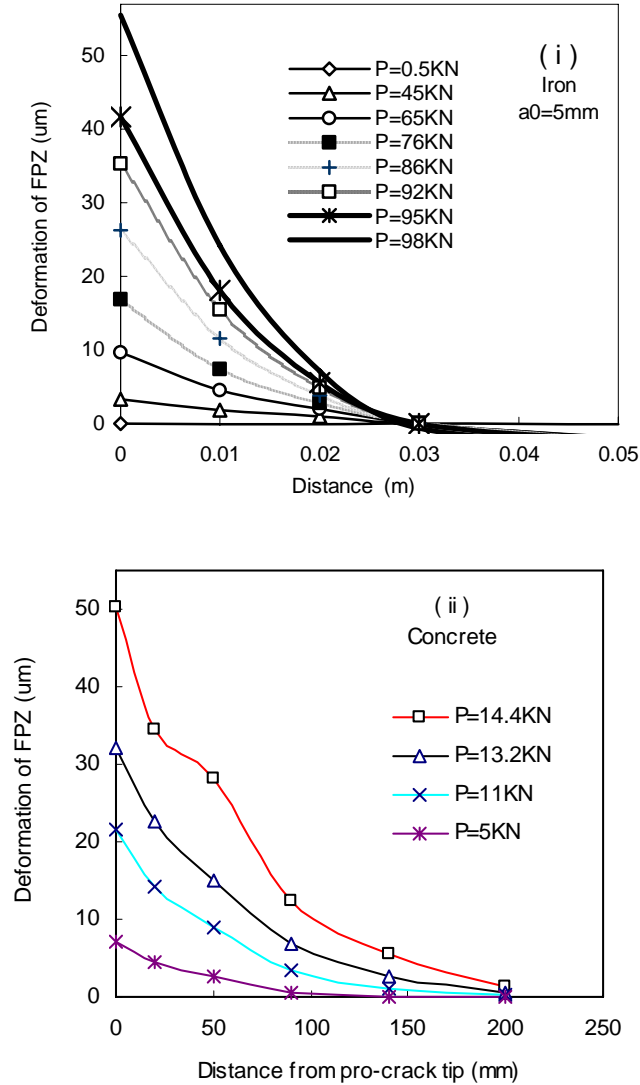 60
50
40
30
20
10
0
Deformation of FPZ (um)
( i )
Iron
a0=5mm
P=0.5KN
P=45KN
P=65KN
P=76KN
P=86KN
P=92KN
P=95KN
P=98KN
0 0.01 0.02 0.03 0.04 0.05
Distance (m)
50
40
30
20
10
0
Deformation of FPZ (um)
( ii )
Concrete
P=14.4KN
P=13.2KN
P=11KN
P=5KN
0 50 100 150 200 250
Distance from pro-crack tip (mm)